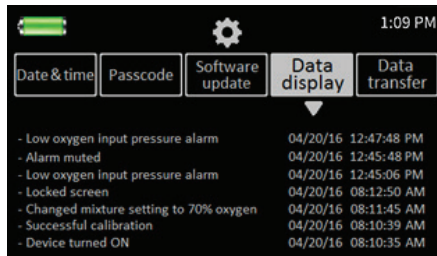 1:09 PM
Date & time
Passcode
Software
update
Data
display
Data
transfer
- Low oxygen input pressure alarm 04/20/16 12:47:48 PM
- Alarm muted 04/20/16 12:45:48 PM
- Low oxygen input pressure alarm 04/20/16 12:45:06 PM
- Locked screen 04/20/16 08:12:50 AM
- Changed mixture setting to 70% oxygen 04/20/16 08:11:45 AM
- Successful calibration 04/20/16 08:10:39 AM
- Device turned ON 04/20/16 08:10:35 AM